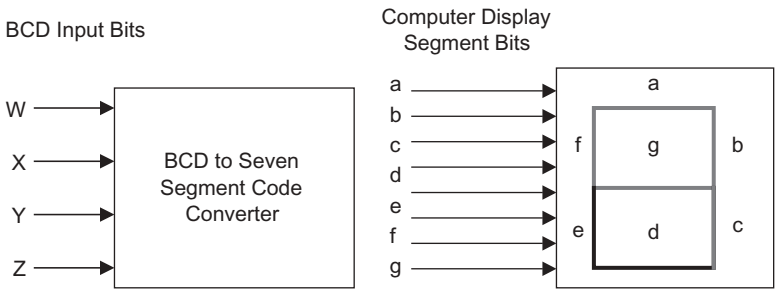 BCD Input Bits
W
X
Y
Z
BCD to Seven
Segment Code
Converter
Computer Display
Segment Bits
a
b
c
d
e
f
g
a
f
g
b
e
d
c